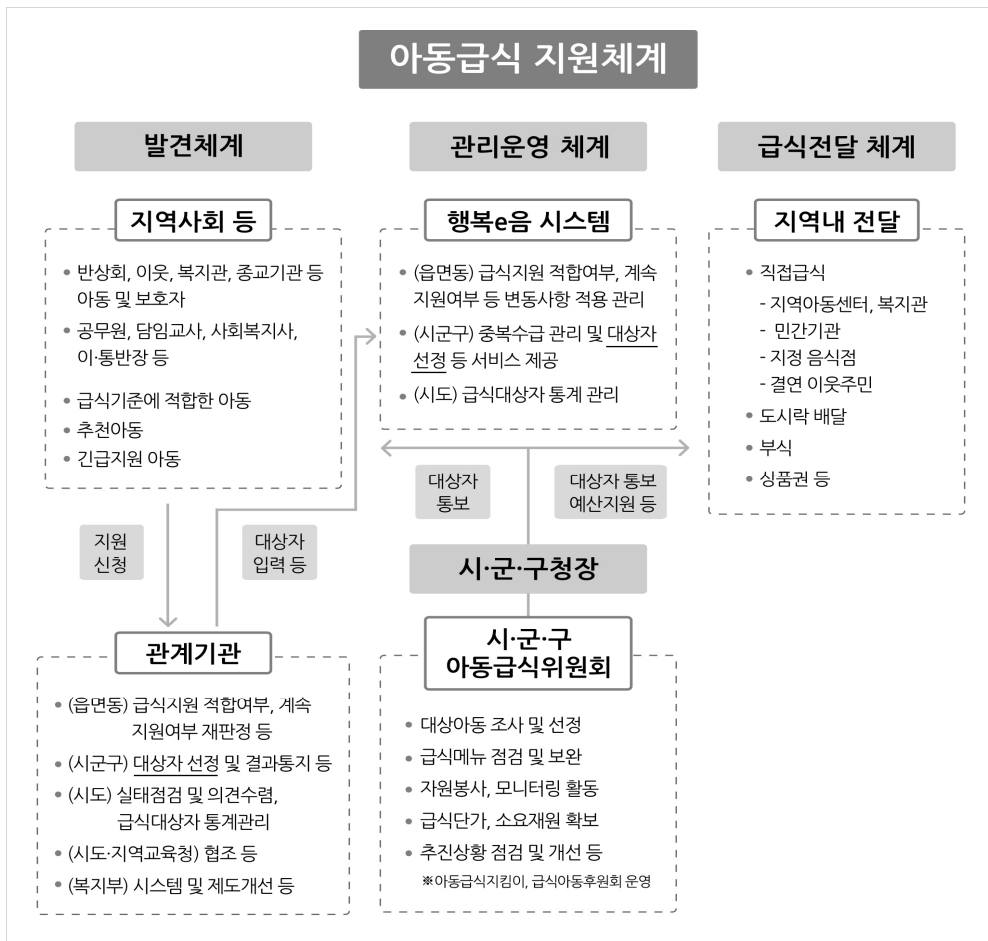 아동급식 지원체계
발견체계
지역사회 등
• 반상회, 이웃, 복지관, 종교기관 등
아동 및 보호자
• 공무원, 담임교사, 사회복지사,
이·통반장 등
• 급식기준에 적합한 아동
• 추천아동
• 긴급지원 아동
지원
신청
대상자
입력 등
관계기관
• (읍면동) 급식지원 적합여부, 계속
지원여부 재판정 등
• (시군구) 대상자 선정 및 결과통지 등
• (시도) 실태점검 및 의견수렴,
급식대상자 통계관리
• (시도·지역교육청) 협조 등
• (복지부) 시스템 및 제도개선 등
관리운영 체계
행복e음 시스템
• (읍면동) 급식지원 적합여부, 계속
지원여부 등 변동사항 적용 관리
• (시군구) 중복수급 관리 및 대상자
선정 등 서비스 제공
• (시도) 급식대상자 통계 관리
대상자
통보
대상자 통보
예산지원 등
시·군·구청장
시·군·구
아동급식위원회
• 대상아동 조사 및 선정
• 급식메뉴 점검 및 보완
• 자원봉사, 모니터링 활동
• 급식단가, 소요재원 확보
• 추진상황 점검 및 개선 등
※아동급식지킴이, 급식아동후원회 운영
급식전달 체계
지역내 전달
• 직접급식
- 지역아동센터, 복지관
- 민간기관
- 지정 음식점
- 결연 이웃주민
• 도시락 배달
• 부식
• 상품권 등